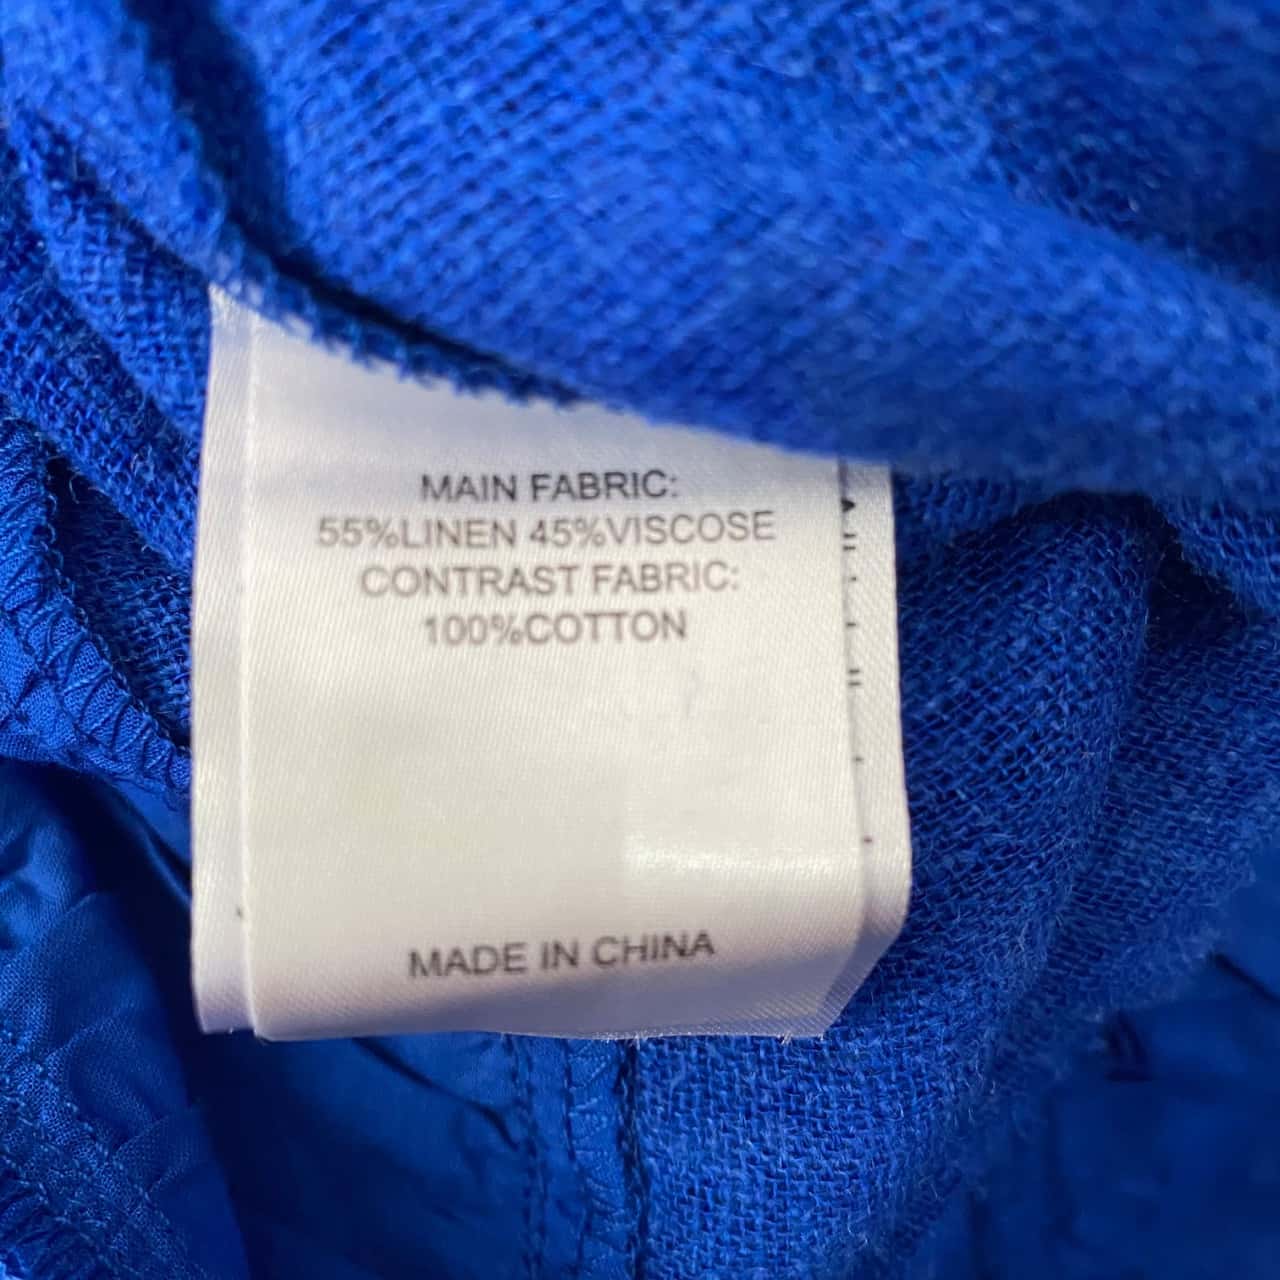 MAIN FABRIC:
55%LINEN 45%VISCOSE
CONTRAST FABRIC:
100%COTTON
MADE IN CHINA